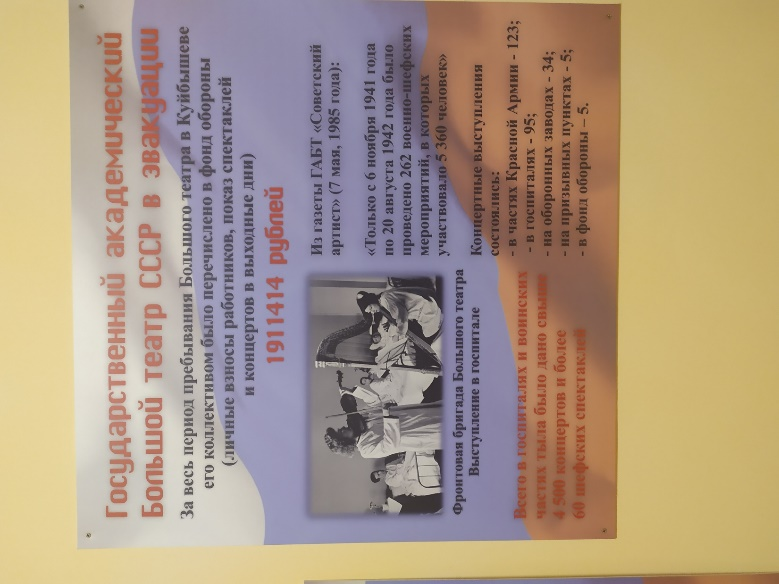 Государственный академический
Большой театр СССР в эвакуации
За весь период пребывания Большого театра в Куйбышеве
его коллективом было перечислено в фонд обороны
(личные взносы работников, показ спектаклей
и концертов в выходные дни)
1911414 рублей
Из газеты ГАБТ «Советский
артист» (7 мая, 1985 года):
«Только с 6 ноября 1941 года
по 20 августа 1942 года было
проведено 262 военно-шефских
мероприятий, в которых
участвовало 5 360 человек»
Фронтовая бригада Большого театра
Выступление в госпитале
Концертные выступления
состоялись:
- в частях Красной Армии - 123;
- в госпиталях - 95;
- на оборонных заводах - 34;
- на призывных пунктах - 5;
- в фонд обороны – 5.
Всего в госпиталях и воинских
частях тыла было дано свыше
4 500 концертов и более
60 шефских спектаклей